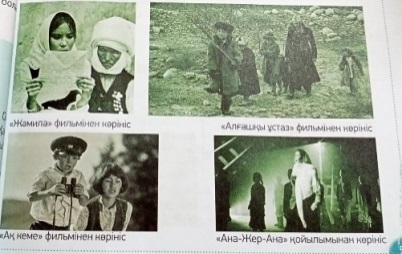 «Жамила» фильмінен көрініс
«Алғашқы ұстаз» фильмінен көрініс
«Ақ кеме» фильмінен көрініс
«Ана-Жер-Ана» қойылымынан көрініс